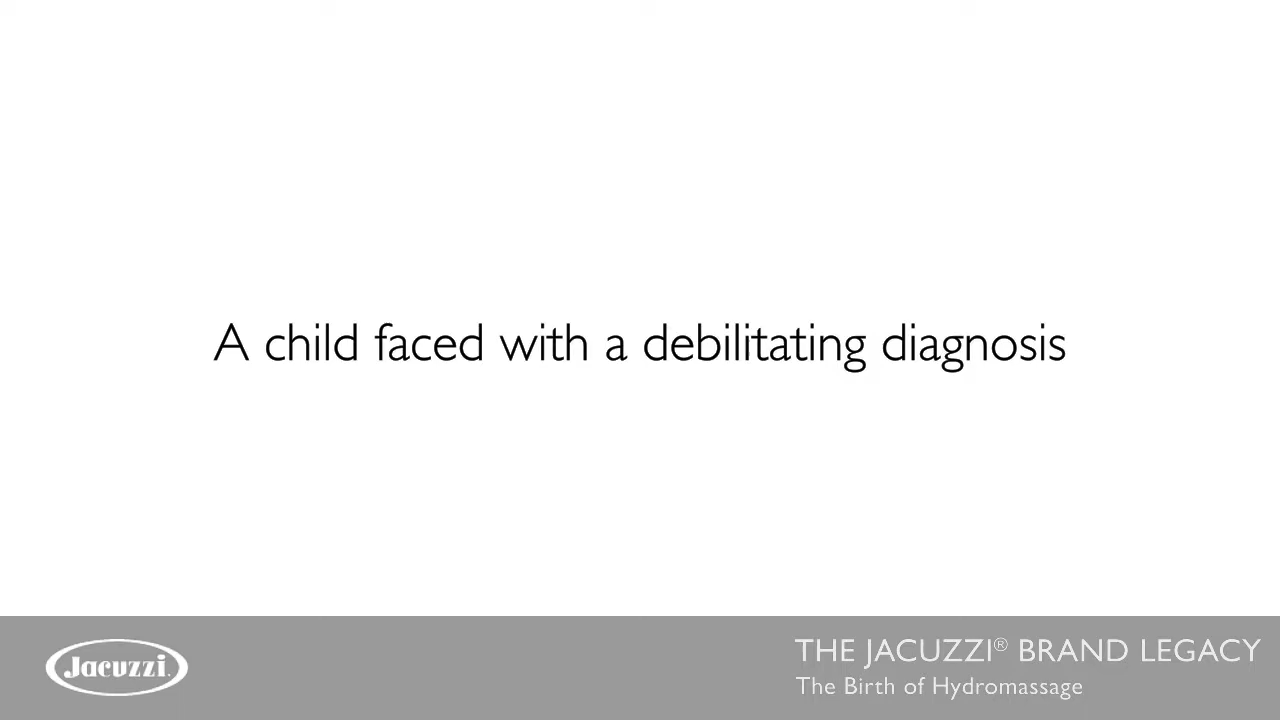 A child faced with a debilitating diagnosis
Jacuzzi.
THE JACUZZI® BRAND LEGACY
The Birth of Hydromassage